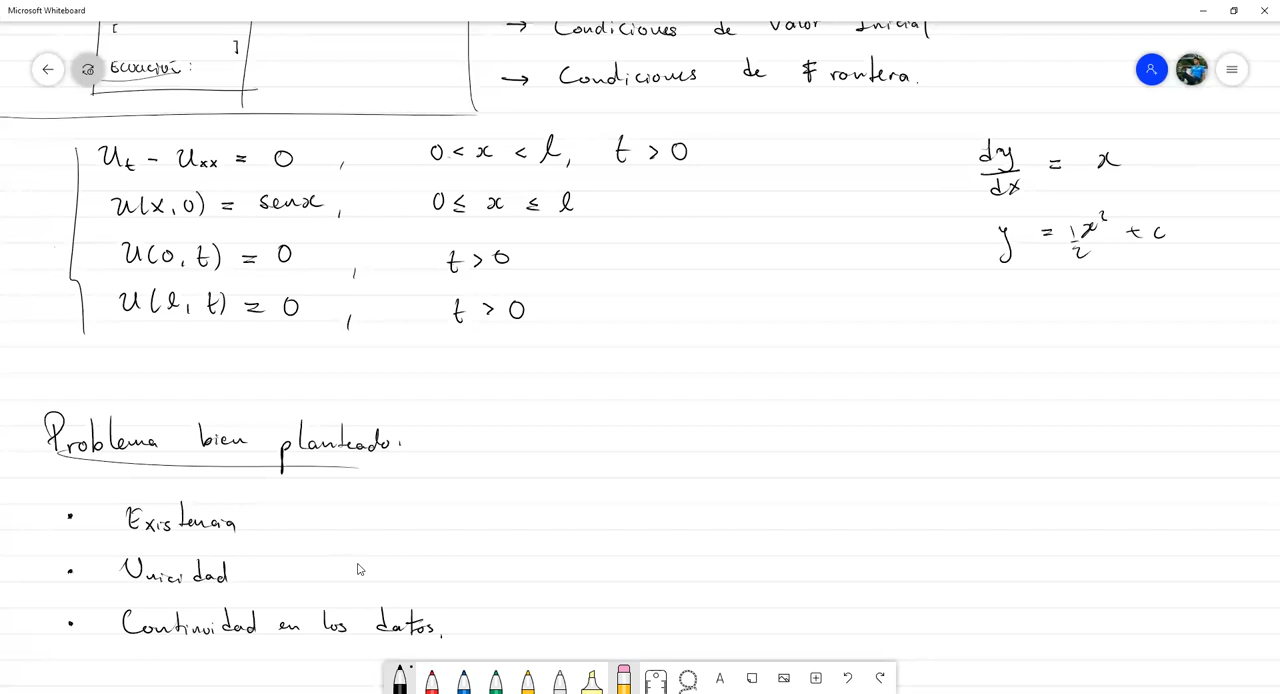 Microsoft Whiteboard
[
]
Ecuación:
→ Condiciones de Valor Inicial
→ Condiciones de Frontera.
u_t - u_xx = 0 , 0 < x < l, t > 0
u(x, 0) = senx, 0 ≤ x ≤ l
u(0, t) = 0 , t > 0
u(l, t) = 0 , t > 0
dy/dx = x
y = 1/2 x² + c
Problema bien planteado.
• Existencia
• Unicidad
• Continuidad en los datos.
A